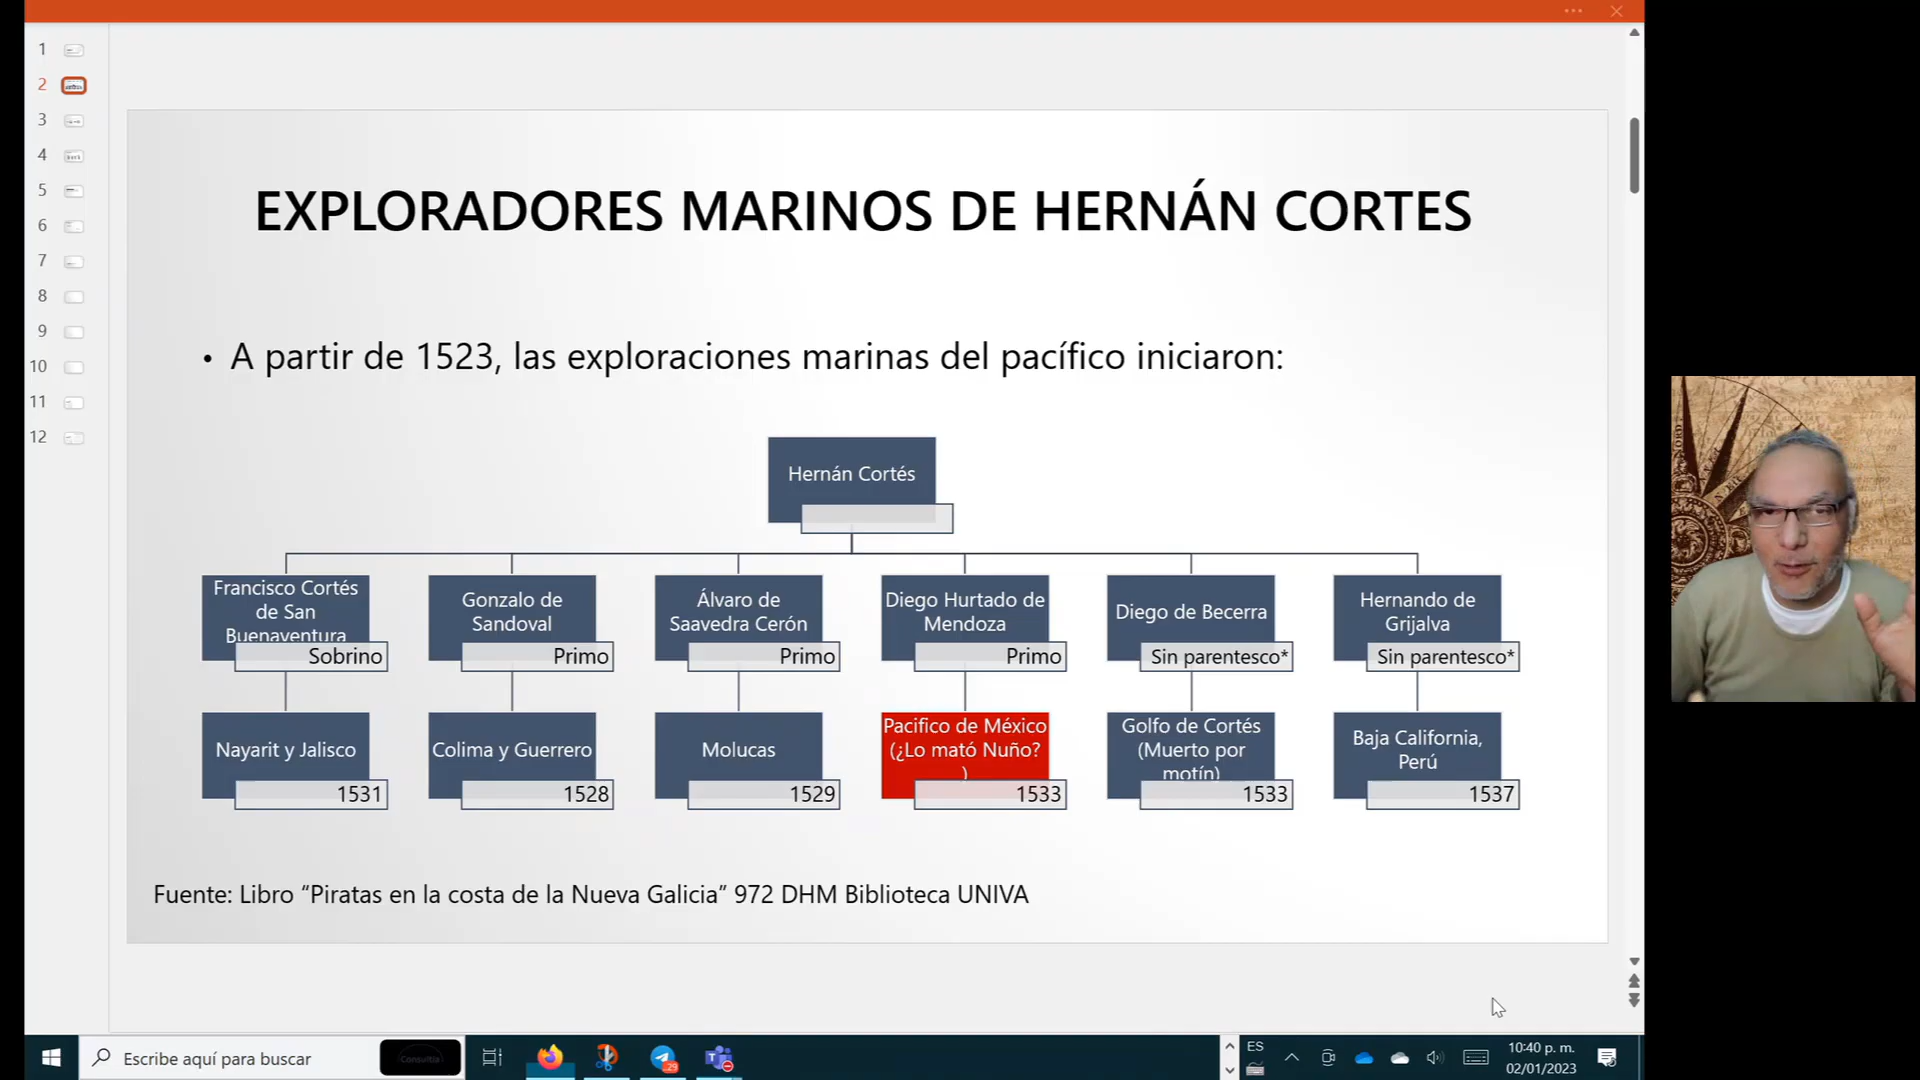 1
2
3
4
5
6
7
8
9
10
11
12
EXPLORADORES MARINOS DE HERNÁN CORTES
• A partir de 1523, las exploraciones marinas del pacífico iniciaron:
Hernán Cortés
Francisco Cortés
de San
Buenaventura
Sobrino
Gonzalo de
Sandoval
Primo
Álvaro de
Saavedra Cerón
Primo
Diego Hurtado de
Mendoza
Primo
Diego de Becerra
Sin parentesco*
Hernando de
Grijalva
Sin parentesco*
Nayarit y Jalisco
1531
Colima y Guerrero
1528
Molucas
1529
Pacifico de México
(¿Lo mató Nuño?
)
1533
Golfo de Cortés
(Muerto por
motín)
1533
Baja California,
Perú
1537
Fuente: Libro “Piratas en la costa de la Nueva Galicia” 972 DHM Biblioteca UNIVA
Escribe aquí para buscar
Consultia
ES
10:40 p. m.
02/01/2023